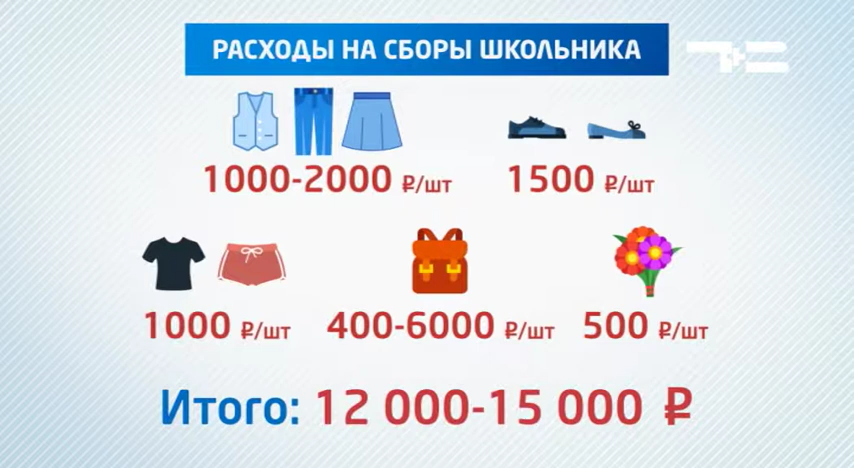 РАСХОДЫ НА СБОРЫ ШКОЛЬНИКА
1000-2000 ₽/шт
1500 ₽/шт
1000 ₽/шт
400-6000 ₽/шт
500 ₽/шт
Итого: 12 000-15 000 ₽